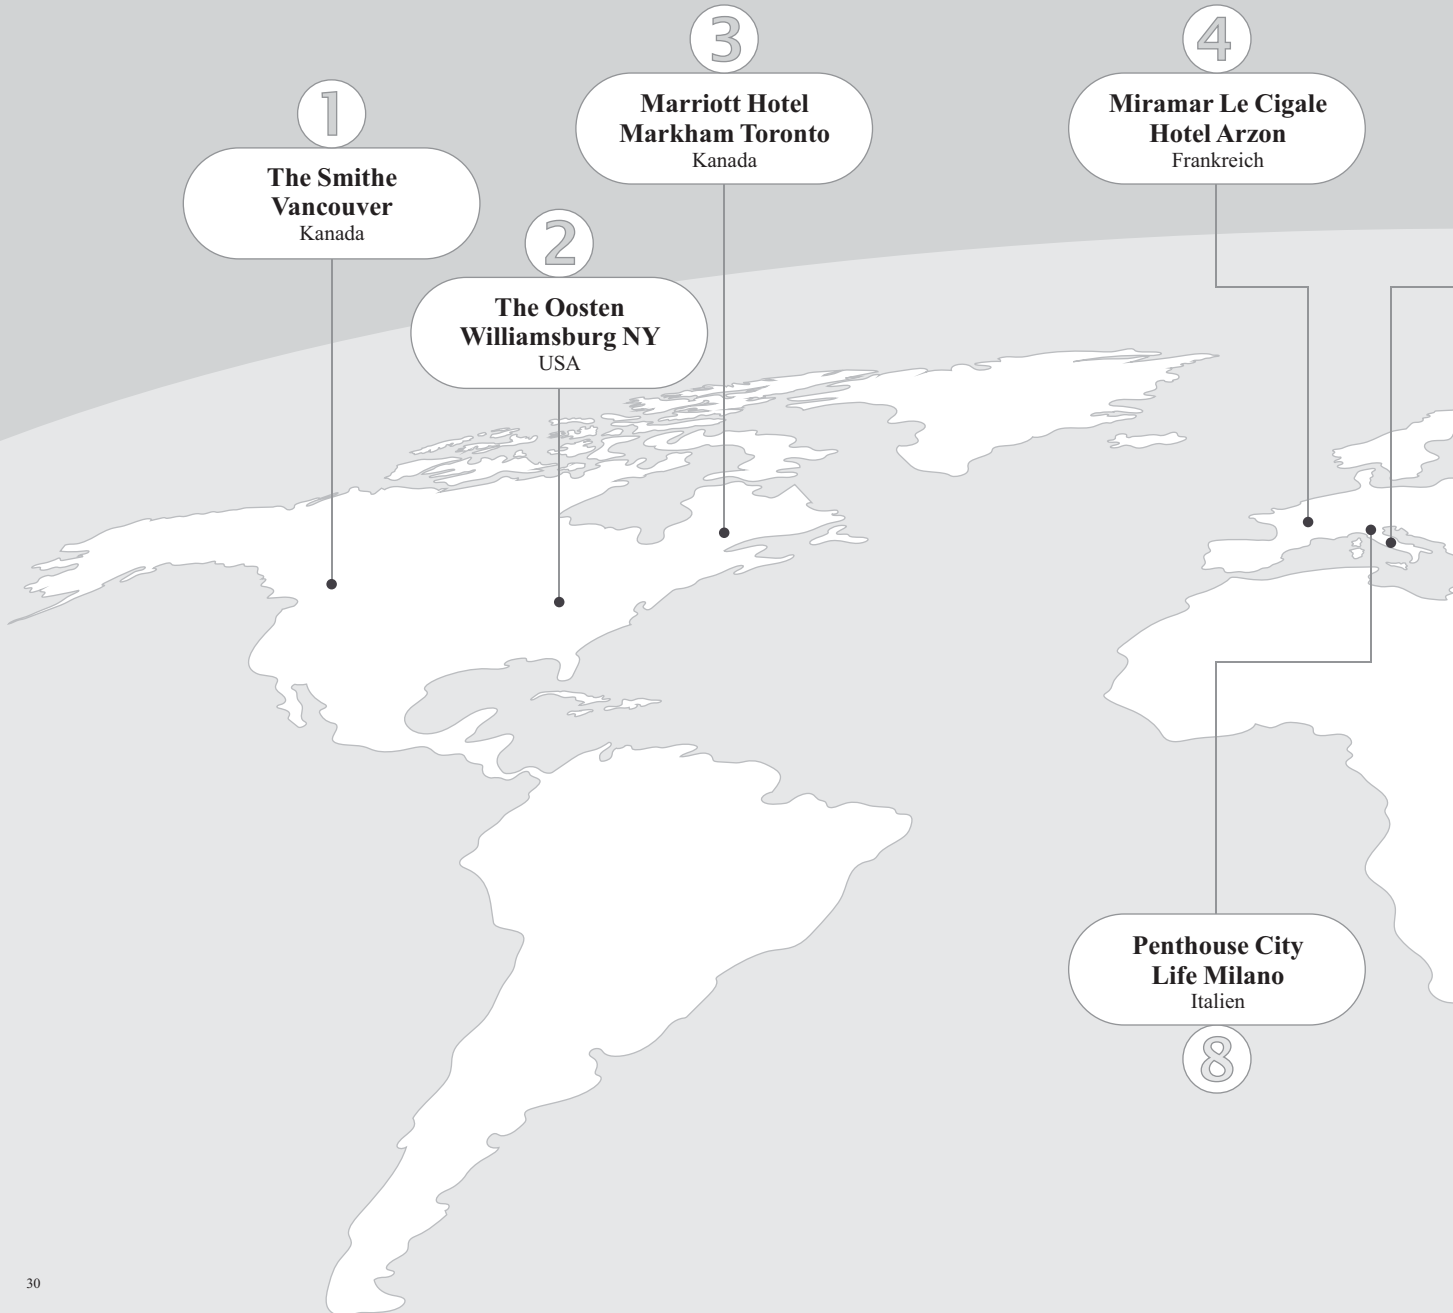 1
The Smithe
Vancouver
Kanada
2
The Oosten
Williamsburg NY
USA
3
Marriott Hotel
Markham Toronto
Kanada
4
Miramar Le Cigale
Hotel Arzon
Frankreich
Penthouse City
Life Milano
Italien
8
30